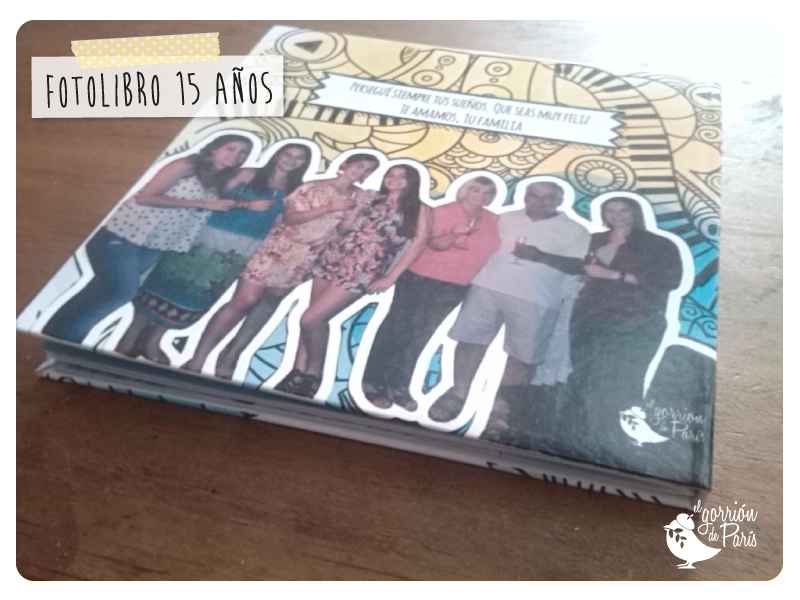 FOTOLIBRO 15 AÑOS
PERSEGUÍ SIEMPRE TUS SUEÑOS. QUE SEAS MUY FELIZ
TE AMAMOS, TU FAMILIA
el gorrión
de París
el gorrión
de París